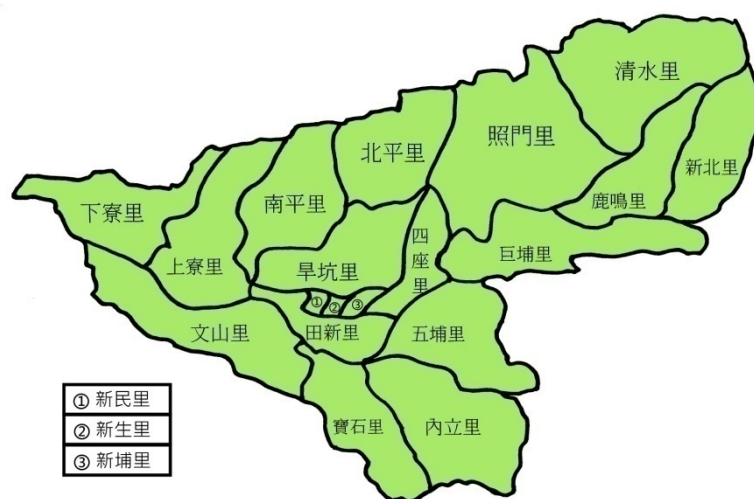 清水里
照門里
北平里
新北里
鹿鳴里
南平里
下寮里
四座里
巨埔里
上寮里
旱坑里
①
②
③
文山里
田新里
五埔里
寶石里
內立里
① 新民里
② 新生里
③ 新埔里